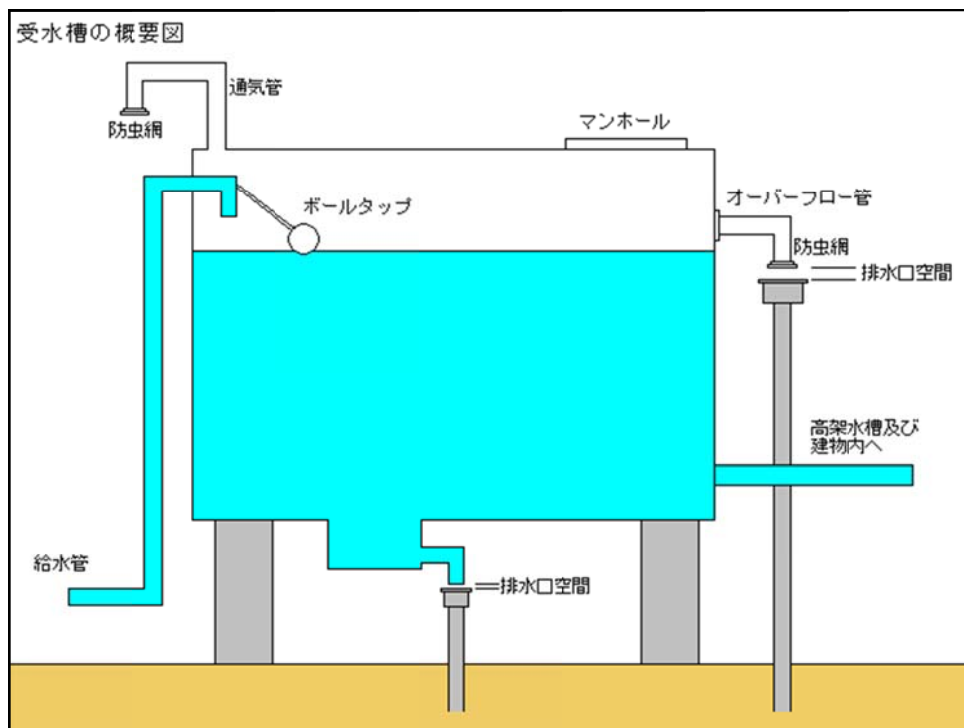 受水槽の概要図
通気管
防虫網
マンホール
ボールタップ
オーバーフロー管
防虫網
排水口空間
高架水槽及び
建物内へ
給水管
排水口空間